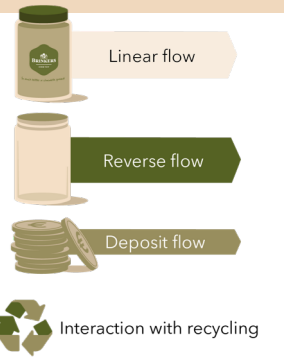 Linear flow
Reverse flow
Deposit flow
Interaction with recycling